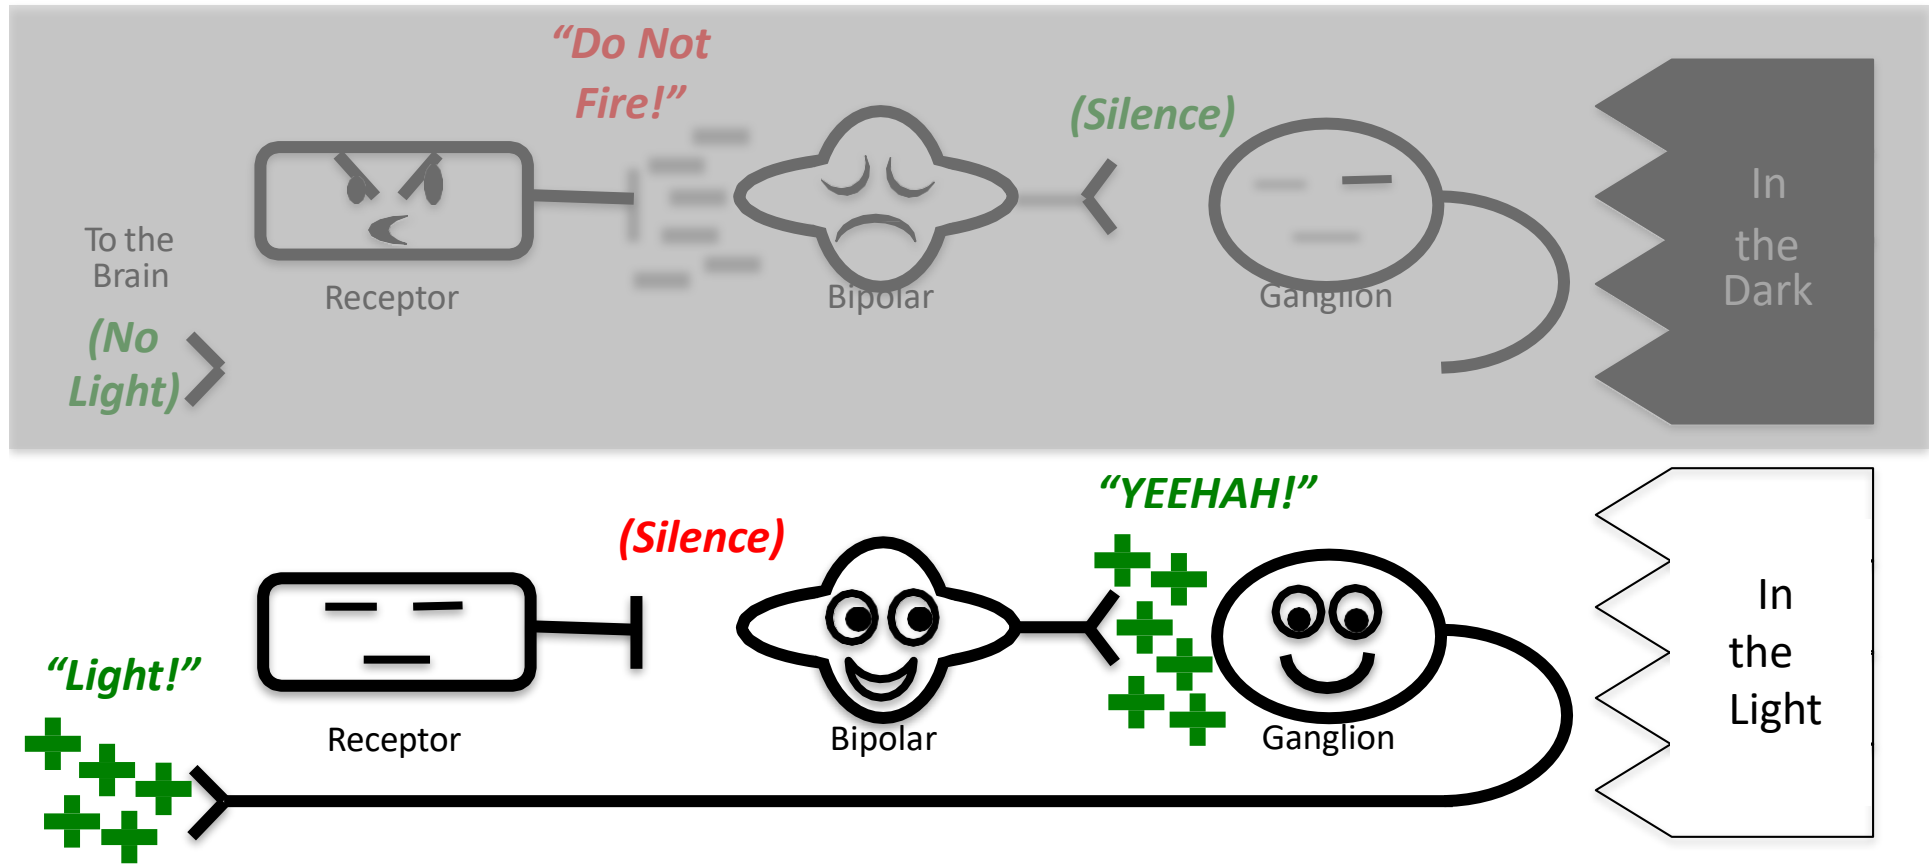 “Do Not
Fire!”
(Silence)
In
the
Dark
To the
Brain
Receptor
Bipolar
Ganglion
(No
Light)
“YEEHAH!”
(Silence)
In
the
Light
“Light!”
Receptor
Bipolar
Ganglion